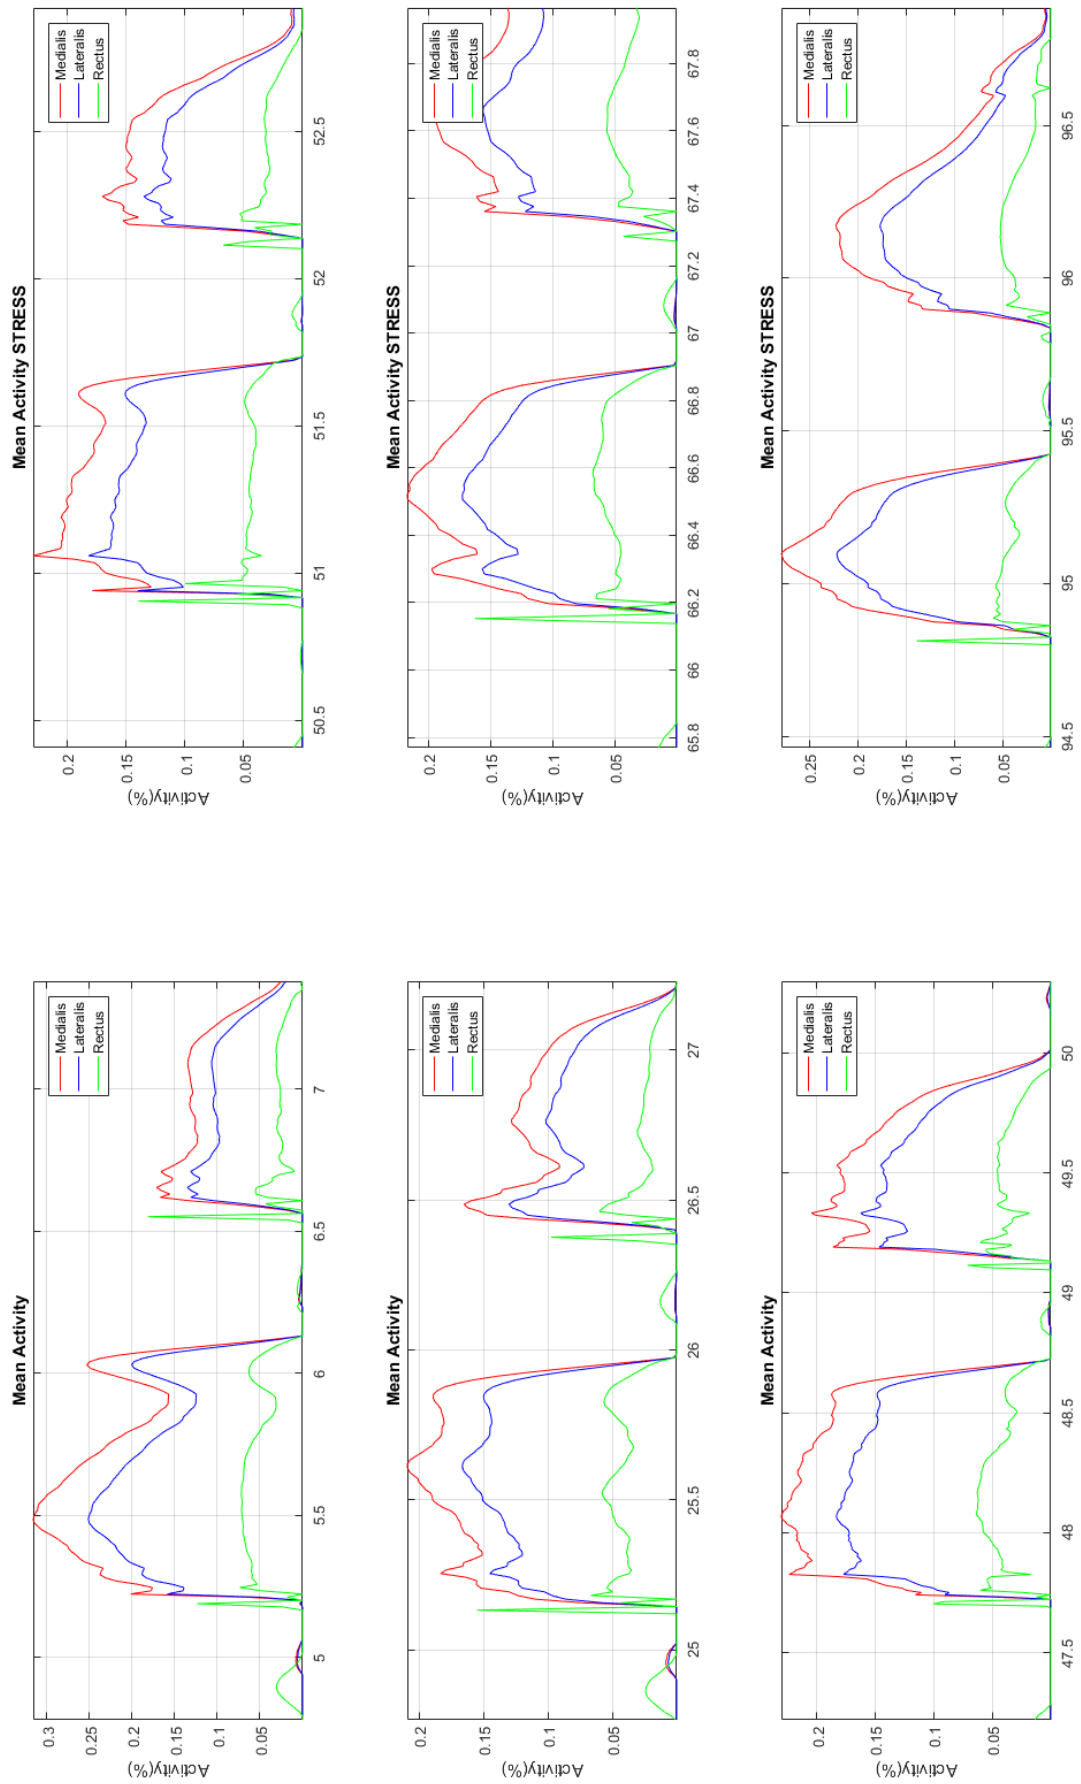 Mean Activity
Medialis
Lateralis
Rectus
Activity(%)
0.3
0.25
0.2
0.15
0.1
0.05
5
5.5
6
6.5
7
Mean Activity STRESS
Medialis
Lateralis
Rectus
Activity(%)
0.2
0.15
0.1
0.05
50.5
51
51.5
52
52.5
Mean Activity
Medialis
Lateralis
Rectus
Activity(%)
0.2
0.15
0.1
0.05
25
25.5
26
26.5
27
Mean Activity STRESS
Medialis
Lateralis
Rectus
Activity(%)
0.2
0.15
0.1
0.05
65.8
66
66.2
66.4
66.6
66.8
67
67.2
67.4
67.6
67.8
Mean Activity
Medialis
Lateralis
Rectus
Activity(%)
0.2
0.15
0.1
0.05
47.5
48
48.5
49
49.5
50
Mean Activity STRESS
Medialis
Lateralis
Rectus
Activity(%)
0.25
0.2
0.15
0.1
0.05
94.5
95
95.5
96
96.5